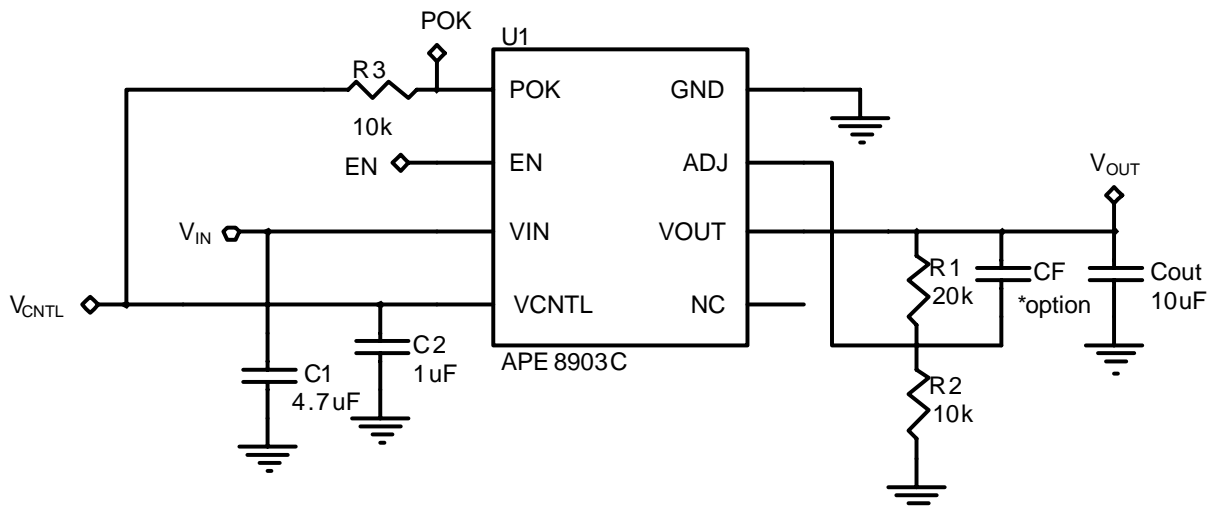 POK
U1
R3
10k
POK
GND
EN
EN
ADJ
VOUT
VIN
VIN
VOUT
R1
20k
CF
*option
Cout
10uF
VCNTL
VCNTL
NC
C2
1uF
APE 8903C
C1
4.7uF
R2
10k